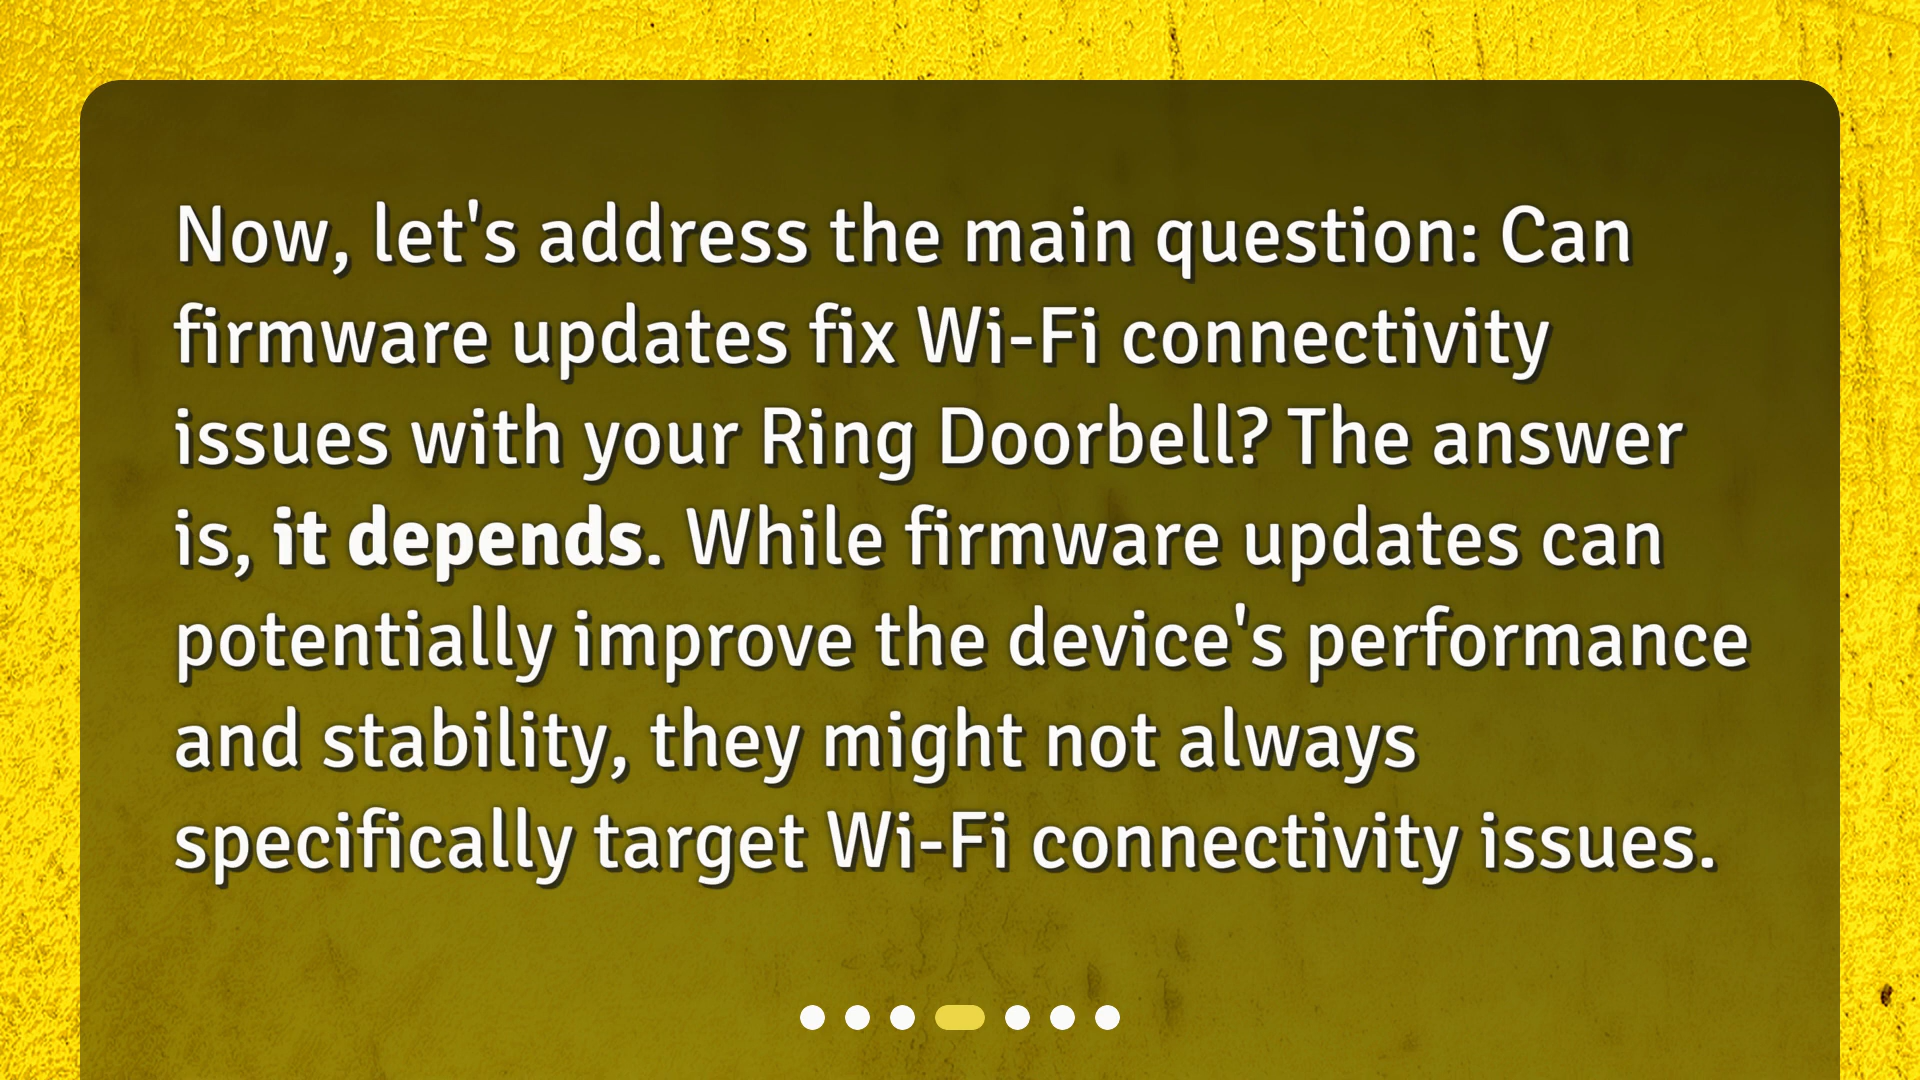 Now, let's address the main question: Can
firmware updates fix Wi-Fi connectivity
issues with your Ring Doorbell? The answer
is, it depends. While firmware updates can
potentially improve the device's performance
and stability, they might not always
specifically target Wi-Fi connectivity issues.